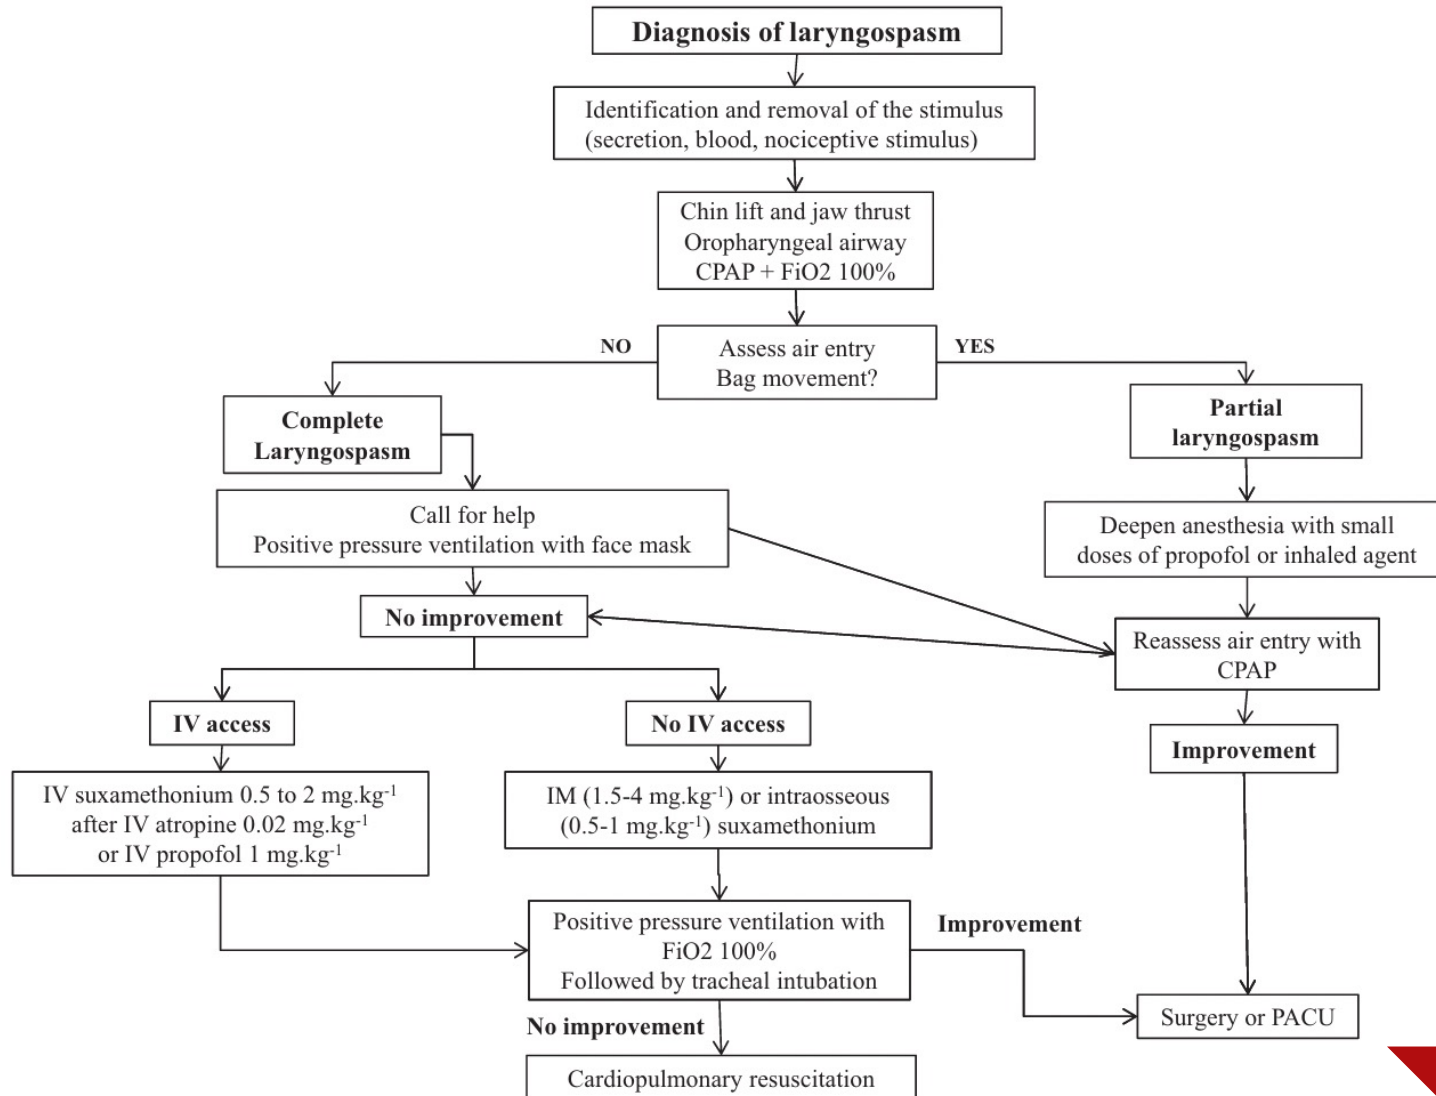 Diagnosis of laryngospasm
Identification and removal of the stimulus
(secretion, blood, nociceptive stimulus)
Chin lift and jaw thrust
Oropharyngeal airway
CPAP + FiO2 100%
Assess air entry
Bag movement?
NO
YES
Complete
Laryngospasm
Partial
laryngospasm
Call for help
Positive pressure ventilation with face mask
Deepen anesthesia with small
doses of propofol or inhaled agent
No improvement
Reassess air entry with
CPAP
IV access
No IV access
Improvement
IV suxamethonium 0.5 to 2 mg.kg⁻¹
after IV atropine 0.02 mg.kg⁻¹
or IV propofol 1 mg.kg⁻¹
IM (1.5-4 mg.kg⁻¹) or intraosseous
(0.5-1 mg.kg⁻¹) suxamethonium
Positive pressure ventilation with
FiO2 100%
Followed by tracheal intubation
Improvement
No improvement
Surgery or PACU
Cardiopulmonary resuscitation